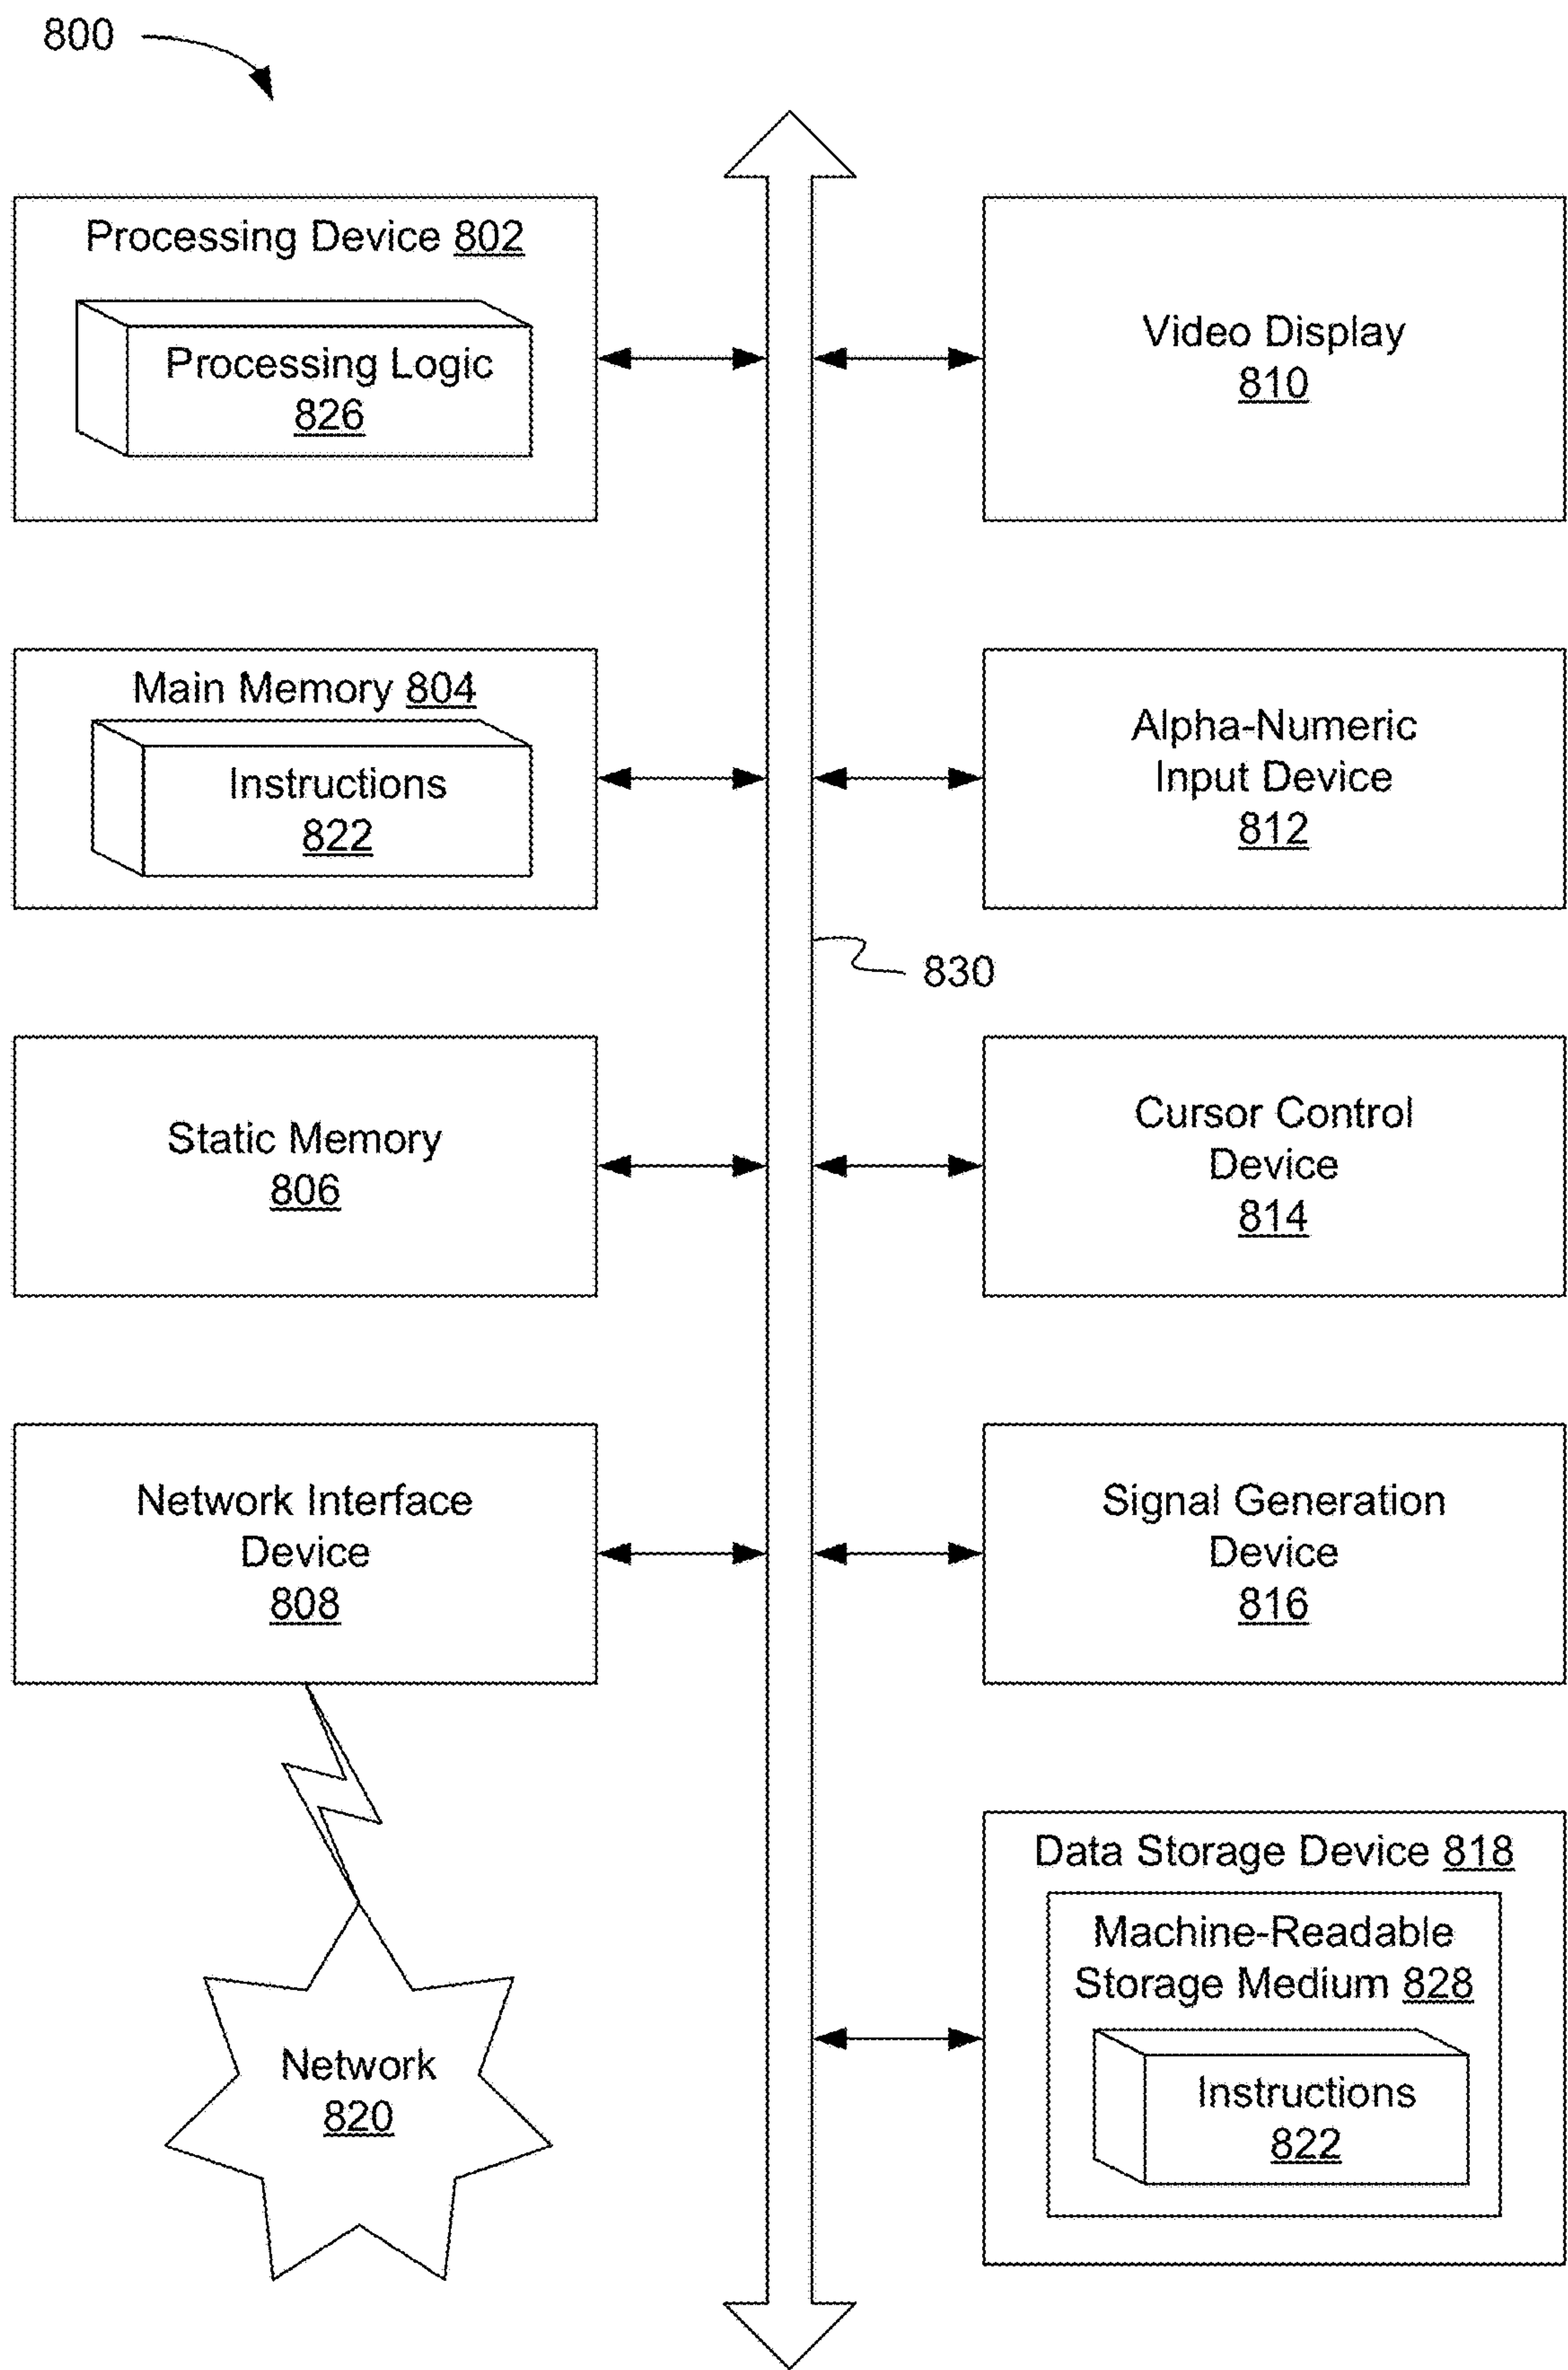 800
Processing Device 802
Processing Logic
826
Video Display
810
Main Memory 804
Instructions
822
Alpha-Numeric
Input Device
812
830
Static Memory
806
Cursor Control
Device
814
Network Interface
Device
808
Signal Generation
Device
816
Data Storage Device 818
Machine-Readable
Storage Medium 828
Instructions
822
Network
820